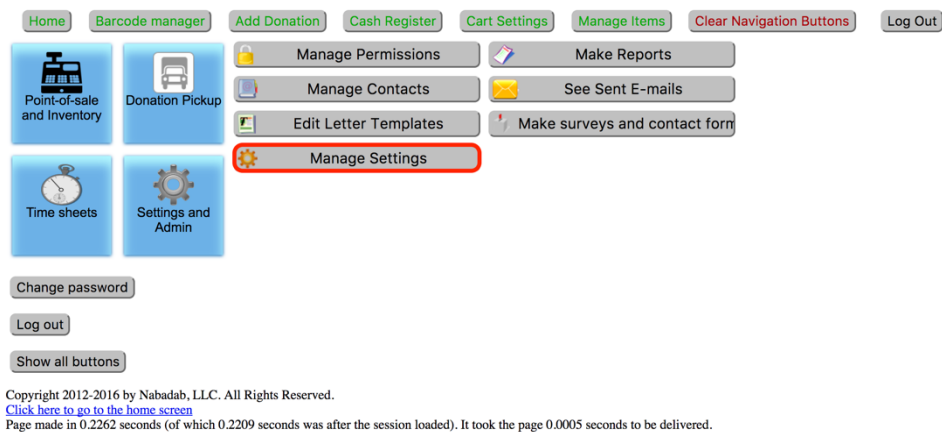 Home
Barcode manager
Add Donation
Cash Register
Cart Settings
Manage Items
Clear Navigation Buttons
Log Out
Point-of-sale
and Inventory
Donation Pickup
Time sheets
Settings and
Admin
Manage Permissions
Make Reports
Manage Contacts
See Sent E-mails
Edit Letter Templates
Make surveys and contact form
Manage Settings
Change password
Log out
Show all buttons
Copyright 2012-2016 by Nabadab, LLC. All Rights Reserved.
Click here to go to the home screen
Page made in 0.2262 seconds (of which 0.2209 seconds was after the session loaded). It took the page 0.0005 seconds to be delivered.